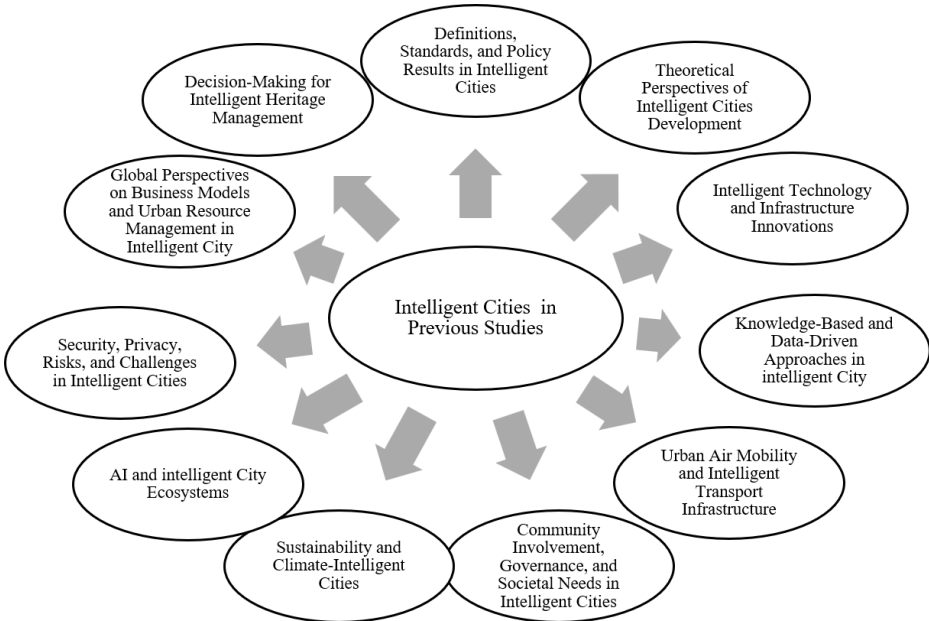 Definitions,
Standards, and Policy
Results in Intelligent
Cities
Decision-Making for
Intelligent Heritage
Management
Theoretical
Perspectives of
Intelligent Cities
Development
Global Perspectives
on Business Models
and Urban Resource
Management in
Intelligent City
Intelligent Technology
and Infrastructure
Innovations
Intelligent Cities in
Previous Studies
Security, Privacy,
Risks, and Challenges
in Intelligent Cities
Knowledge-Based and
Data-Driven
Approaches in
intelligent City
AI and intelligent City
Ecosystems
Urban Air Mobility
and Intelligent
Transport
Infrastructure
Sustainability and
Climate-Intelligent
Cities
Community
Involvement,
Governance, and
Societal Needs in
Intelligent Cities